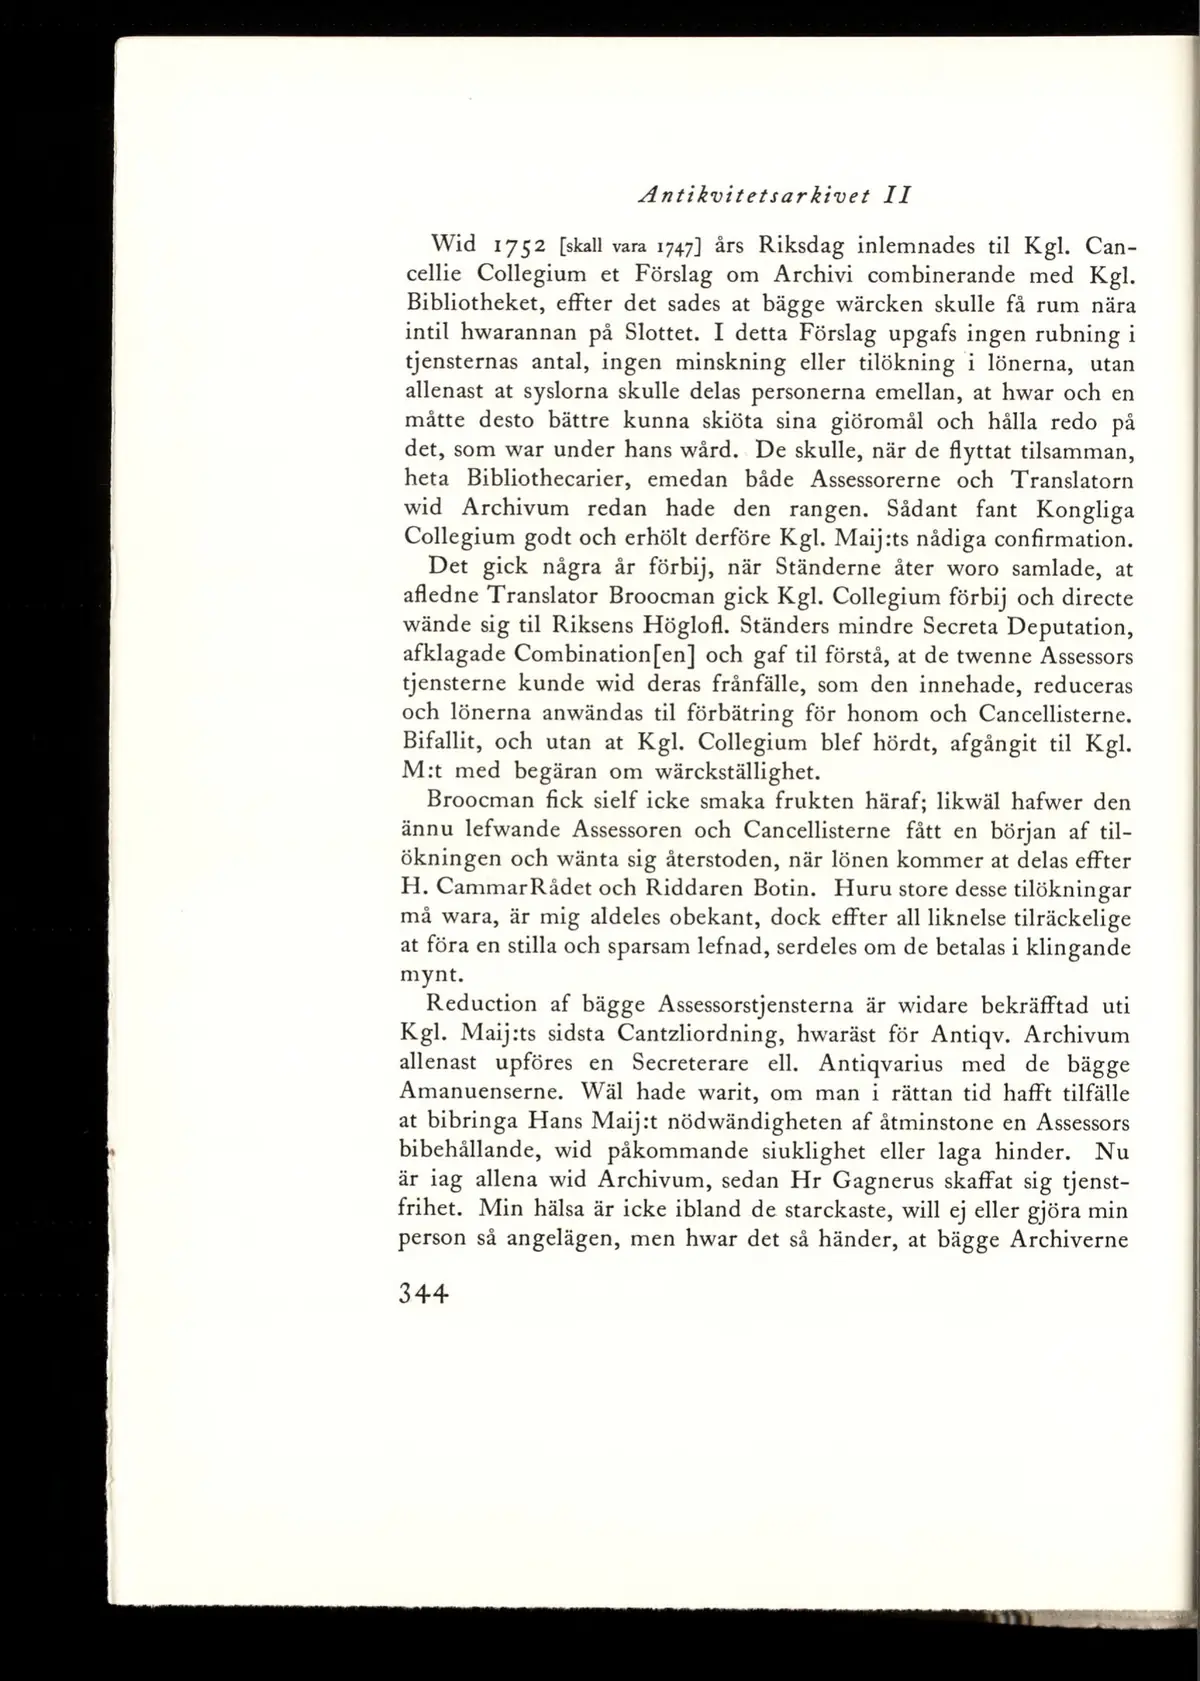 Antikvitetsarkivet II
Wid 1752 [skall vara 1747] års Riksdag inlemnades til Kgl. Can-
cellie Collegium et Förslag om Archivi combinerande med Kgl.
Bibliotheket, effter det sades at bägge wärcken skulle få rum nära
intil hwarannan på Slottet. I detta Förslag upgafs ingen rubning i
tjensternas antal, ingen minskning eller tilökning i lönerna, utan
allenast at syslorna skulle delas personerna emellan, at hwar och en
måtte desto bättre kunna skiöta sina giöromål och hålla redo på
det, som war under hans wård. De skulle, när de flyttat tilsamman,
heta Bibliothecarier, emedan både Assessorerne och Translatorn
wid Archivum redan hade den rangen. Sådant fant Kongliga
Collegium godt och erhölt derföre Kgl. Maij:ts nådiga confirmation.
Det gick några år förbij, när Ständerne åter woro samlade, at
afledne Translator Broocman gick Kgl. Collegium förbij och directe
wände sig til Riksens Höglofl. Ständers mindre Secreta Deputation,
afklagade Combination[en] och gaf til förstå, at de twenne Assessors
tjensterne kunde wid deras frånfälle, som den innehade, reduceras
och lönerna anwändas til förbätring för honom och Cancellisterne.
Bifallit, och utan at Kgl. Collegium blef hördt, afgångit til Kgl.
M:t med begäran om wärckställighet.
Broocman fick sielf icke smaka frukten häraf; likwäl hafwer den
ännu lefwande Assessoren och Cancellisterne fått en början af til-
ökningen och wänta sig återstoden, när lönen kommer at delas effter
H. CammarRådet och Riddaren Botin. Huru store desse tilökningar
må wara, är mig aldeles obekant, dock effter all liknelse tilräckelige
at föra en stilla och sparsam lefnad, serdeles om de betalas i klingande
mynt.
Reduction af bägge Assessorstjensterna är widare bekräfftad uti
Kgl. Maij:ts sidsta Cantzliordning, hwaräst för Antiqv. Archivum
allenast upföres en Secreterare ell. Antiqvarius med de bägge
Amanuenserne. Wäl hade warit, om man i rättan tid hafft tilfälle
at bibringa Hans Maij:t nödwändigheten af åtminstone en Assessors
bibehållande, wid påkommande siuklighet eller laga hinder. Nu
är iag allena wid Archivum, sedan Hr Gagnerus skaffat sig tjenst-
frihet. Min hälsa är icke ibland de starckaste, will ej eller gjöra min
person så angelägen, men hwar det så händer, at bägge Archiverne
344